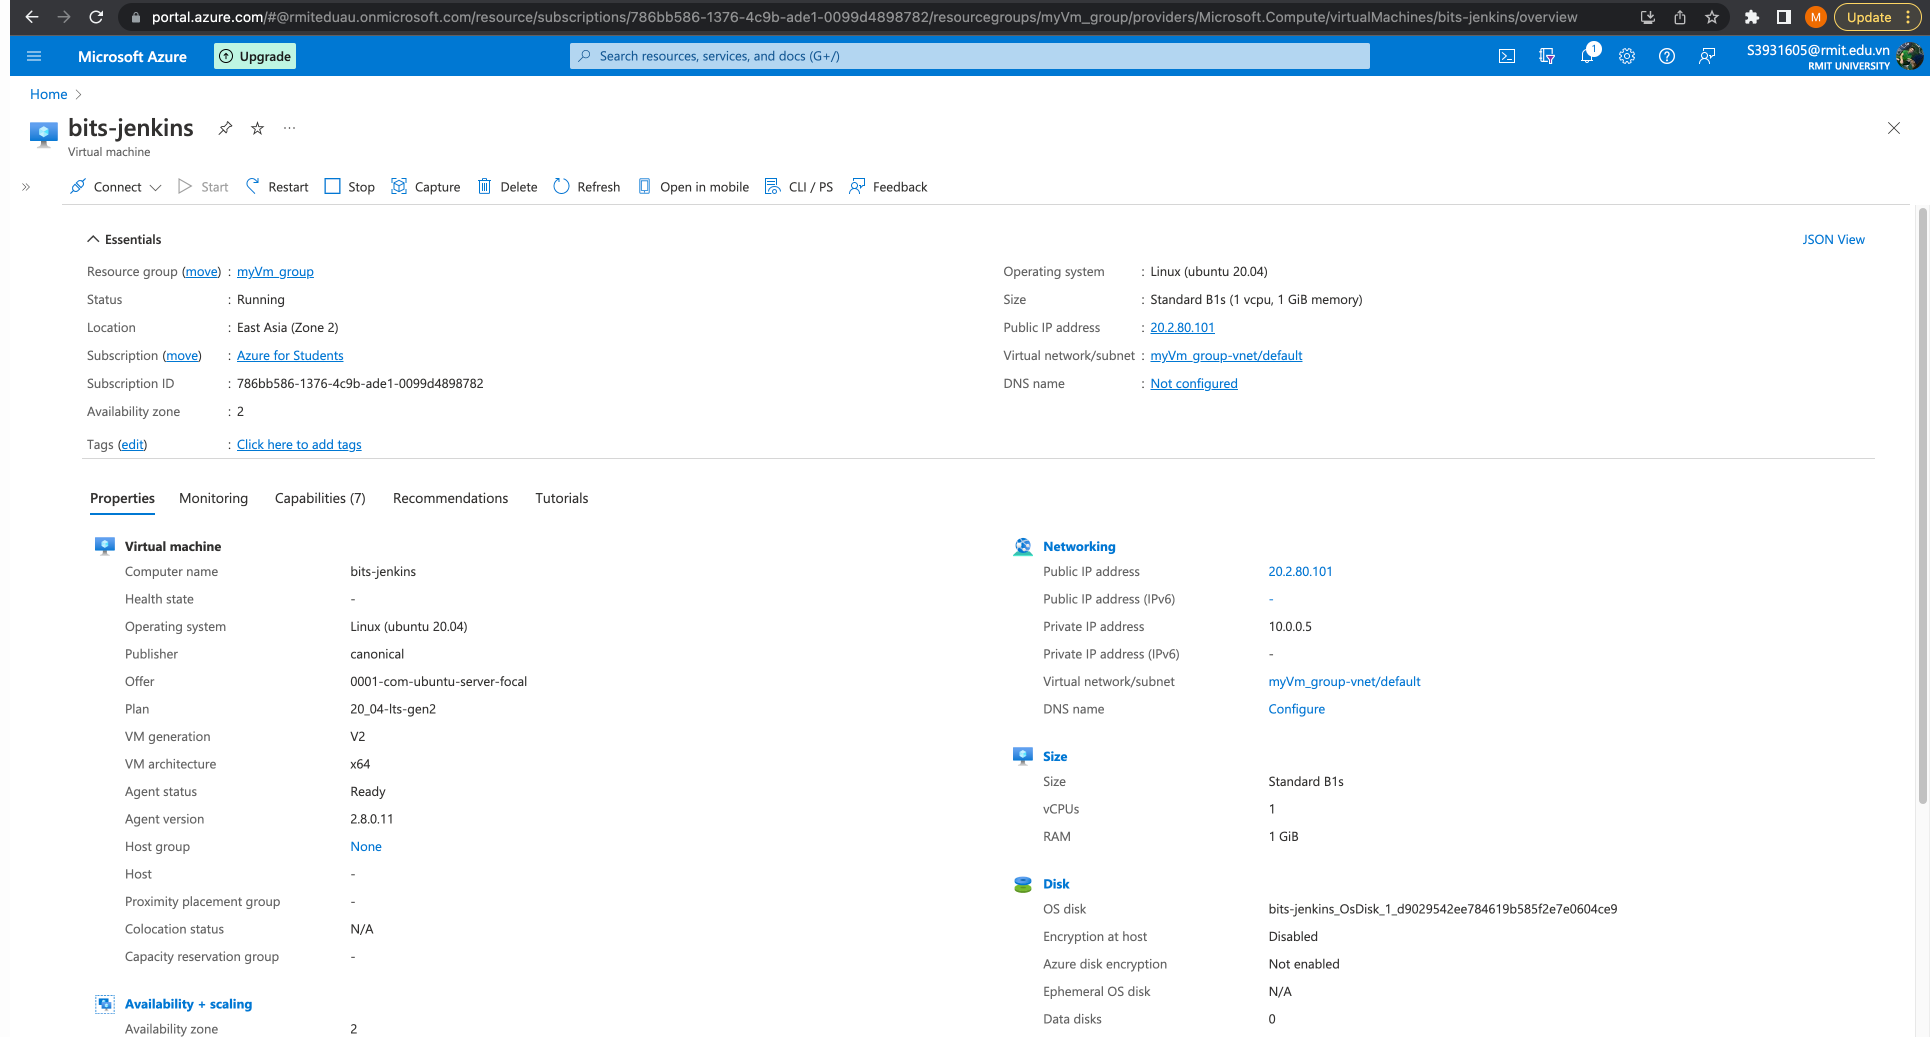 portal.azure.com/#@rmiteduau.onmicrosoft.com/resource/subscriptions/786bb586-1376-4c9b-ade1-0099d4898782/resourcegroups/myVm_group/providers/Microsoft.Compute/virtualMachines/bits-jenkins/overview
M
Update
Microsoft Azure
Upgrade
Search resources, services, and docs (G+/)
1
S3931605@rmit.edu.vn
RMIT UNIVERSITY
Home >
bits-jenkins
Virtual machine
Connect
Start
Restart
Stop
Capture
Delete
Refresh
Open in mobile
CLI / PS
Feedback
Essentials
JSON View
Resource group (move) : myVm_group
Status : Running
Location : East Asia (Zone 2)
Subscription (move) : Azure for Students
Subscription ID : 786bb586-1376-4c9b-ade1-0099d4898782
Availability zone : 2
Tags (edit) : Click here to add tags
Operating system : Linux (ubuntu 20.04)
Size : Standard B1s (1 vcpu, 1 GiB memory)
Public IP address : 20.2.80.101
Virtual network/subnet : myVm_group-vnet/default
DNS name : Not configured
Properties
Monitoring
Capabilities (7)
Recommendations
Tutorials
Virtual machine
Computer name bits-jenkins
Health state -
Operating system Linux (ubuntu 20.04)
Publisher canonical
Offer 0001-com-ubuntu-server-focal
Plan 20_04-lts-gen2
VM generation V2
VM architecture x64
Agent status Ready
Agent version 2.8.0.11
Host group None
Host -
Proximity placement group -
Colocation status N/A
Capacity reservation group -
Availability + scaling
Availability zone 2
Networking
Public IP address 20.2.80.101
Public IP address (IPv6) -
Private IP address 10.0.0.5
Private IP address (IPv6) -
Virtual network/subnet myVm_group-vnet/default
DNS name Configure
Size
Size Standard B1s
vCPUs 1
RAM 1 GiB
Disk
OS disk bits-jenkins_OsDisk_1_d9029542ee784619b585f2e7e0604ce9
Encryption at host Disabled
Azure disk encryption Not enabled
Ephemeral OS disk N/A
Data disks 0